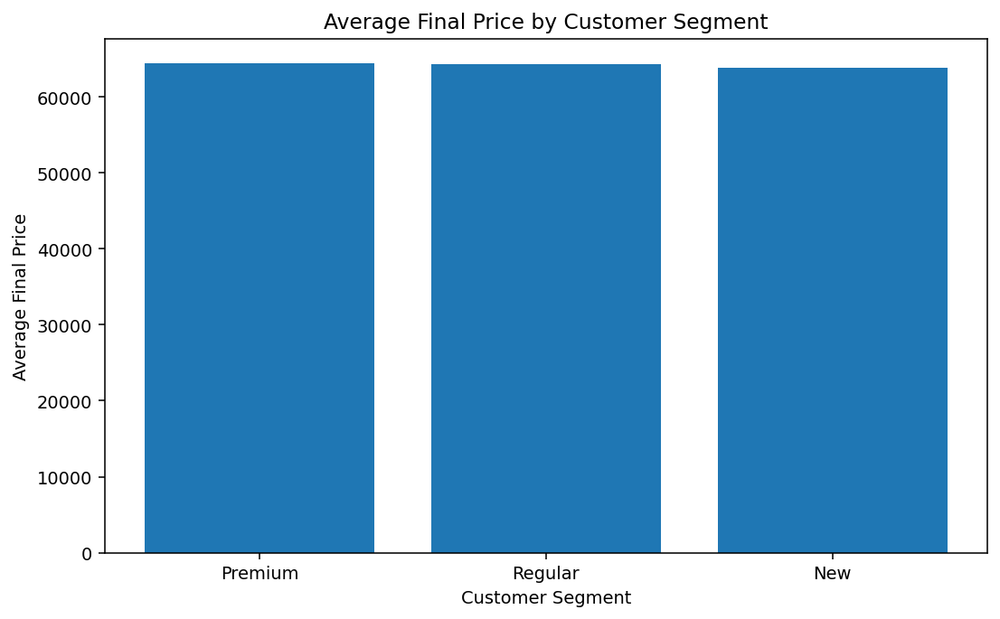 Average Final Price by Customer Segment
Average Final Price
60000
50000
40000
30000
20000
10000
0
Premium
Regular
New
Customer Segment